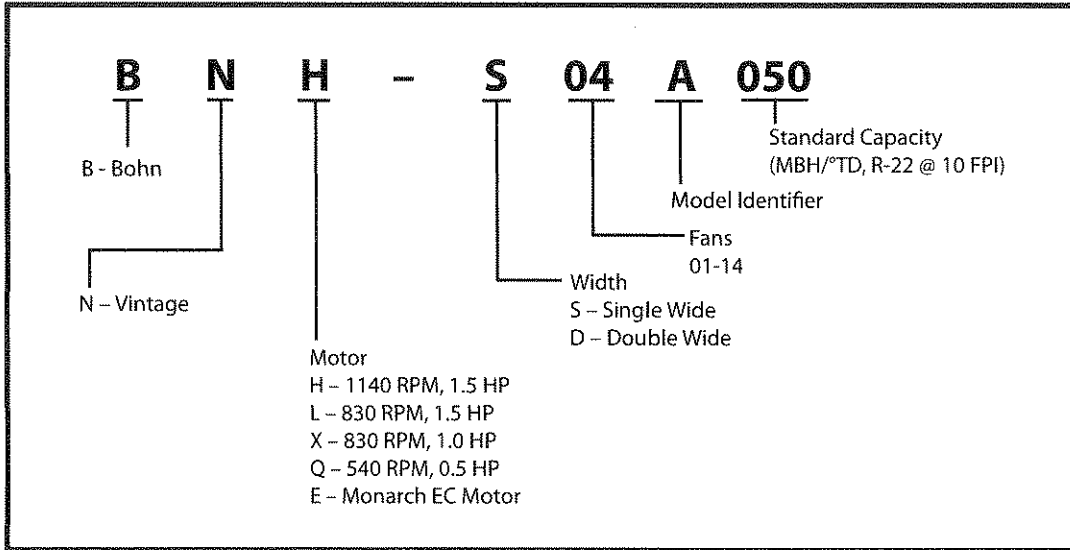 B N H - S 04 A 050
B - Bohn
Standard Capacity
(MBH/°TD, R-22 @ 10 FPI)
Model Identifier
Fans
01-14
Width
S – Single Wide
D – Double Wide
N – Vintage
Motor
H – 1140 RPM, 1.5 HP
L – 830 RPM, 1.5 HP
X – 830 RPM, 1.0 HP
Q – 540 RPM, 0.5 HP
E – Monarch EC Motor